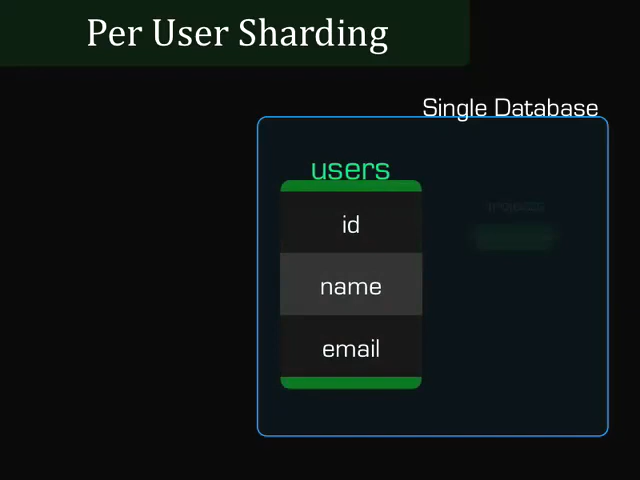 Per User Sharding
Single Database
users
id
name
email